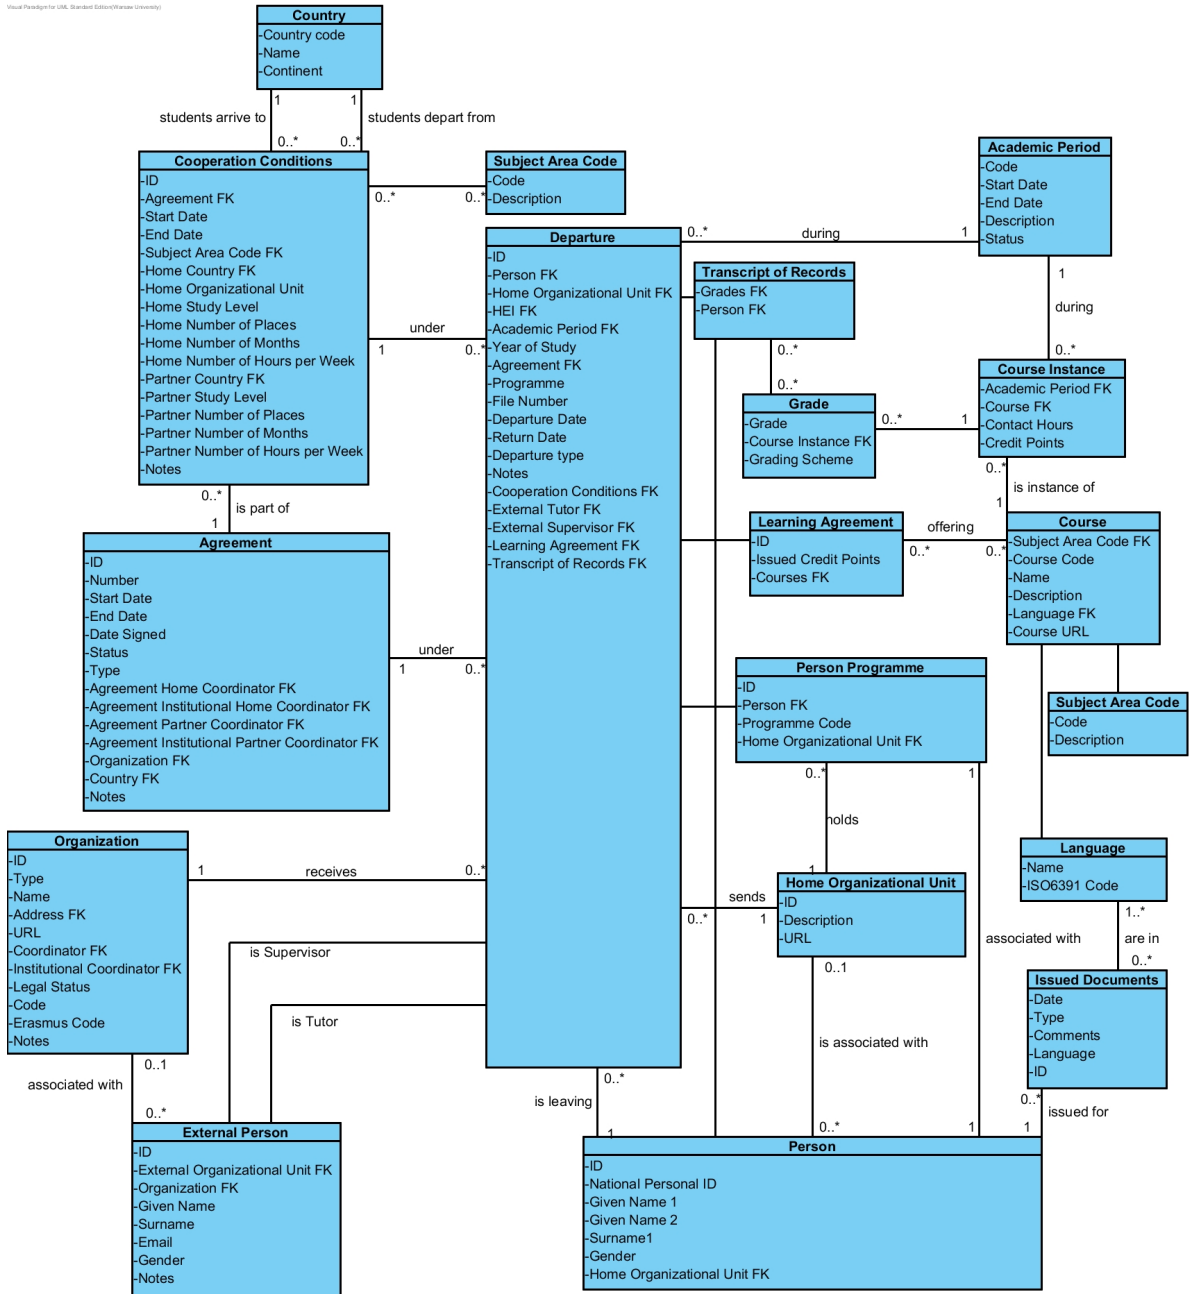 Visual Paradigm for UML Standard Edition(Warsaw University)
Country
-Country code
-Name
-Continent
1
1
students arrive to
students depart from
0..*
0..*
Cooperation Conditions
-ID
-Agreement FK
-Start Date
-End Date
-Subject Area Code FK
-Home Country FK
-Home Organizational Unit
-Home Study Level
-Home Number of Places
-Home Number of Months
-Home Number of Hours per Week
-Partner Country FK
-Partner Study Level
-Partner Number of Places
-Partner Number of Months
-Partner Number of Hours per Week
-Notes
0..*
0..*
Subject Area Code
-Code
-Description
Academic Period
-Code
-Start Date
-End Date
-Description
-Status
0..*
during
1
Departure
-ID
-Person FK
-Home Organizational Unit FK
-HEI FK
-Academic Period FK
-Year of Study
-Agreement FK
-Programme
-File Number
-Departure Date
-Return Date
-Departure type
-Notes
-Cooperation Conditions FK
-External Tutor FK
-External Supervisor FK
-Learning Agreement FK
-Transcript of Records FK
under
1
0..*
Transcript of Records
-Grades FK
-Person FK
0..*
0..*
1
during
0..*
Grade
-Grade
-Course Instance FK
-Grading Scheme
0..*
1
Course Instance
-Academic Period FK
-Course FK
-Contact Hours
-Credit Points
0..*
is instance of
1
0..*
is part of
1
Agreement
-ID
-Number
-Start Date
-End Date
-Date Signed
-Status
-Type
-Agreement Home Coordinator FK
-Agreement Institutional Home Coordinator FK
-Agreement Partner Coordinator FK
-Agreement Institutional Partner Coordinator FK
-Organization FK
-Country FK
-Notes
under
1
0..*
Learning Agreement
-ID
-Issued Credit Points
-Courses FK
offering
0..*
0..*
Course
-Subject Area Code FK
-Course Code
-Name
-Description
-Language FK
-Course URL
Person Programme
-ID
-Person FK
-Programme Code
-Home Organizational Unit FK
Subject Area Code
-Code
-Description
0..*
1
holds
1
Organization
-ID
-Type
-Name
-Address FK
-URL
-Coordinator FK
-Institutional Coordinator FK
-Legal Status
-Code
-Erasmus Code
-Notes
1
receives
0..*
Home Organizational Unit
-ID
-Description
-URL
sends
0..*
1
Language
-Name
-ISO6391 Code
1..*
are in
0..*
associated with
is Supervisor
is Tutor
0..1
is associated with
0..*
Issued Documents
-Date
-Type
-Comments
-Language
-ID
0..*
issued for
1
1
0..1
associated with
0..*
0..*
is leaving
1
External Person
-ID
-External Organizational Unit FK
-Organization FK
-Given Name
-Surname
-Email
-Gender
-Notes
Person
-ID
-National Personal ID
-Given Name 1
-Given Name 2
-Surname1
-Gender
-Home Organizational Unit FK